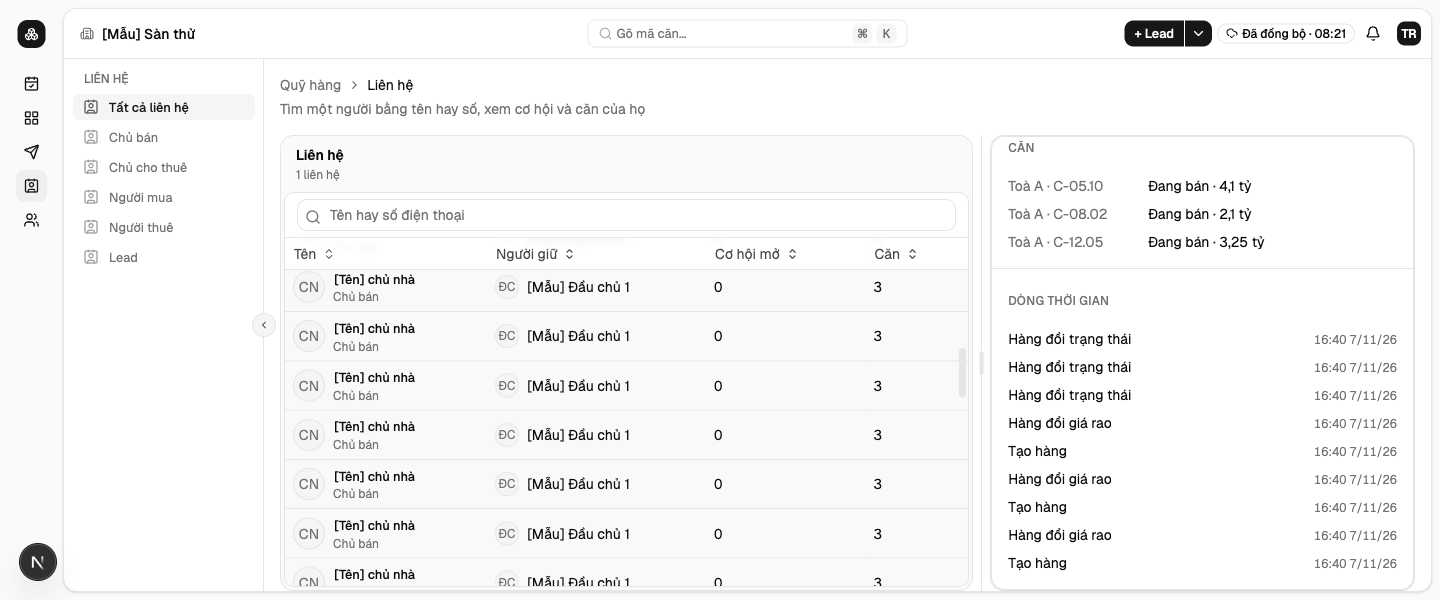 [Mẫu] Sàn thử
Gõ mã căn...
⌘ K
+ Lead
Đã đồng bộ · 08:21
TR
LIÊN HỆ
Tất cả liên hệ
Chủ bán
Chủ cho thuê
Người mua
Người thuê
Lead
N
Quỹ hàng > Liên hệ
Tìm một người bằng tên hay số, xem cơ hội và căn của họ
Liên hệ
1 liên hệ
Tên hay số điện thoại
Tên Người giữ Cơ hội mở Căn
CN [Tên] chủ nhà ĐC [Mẫu] Đầu chủ 1 0 3
Chủ bán
CN [Tên] chủ nhà ĐC [Mẫu] Đầu chủ 1 0 3
Chủ bán
CN [Tên] chủ nhà ĐC [Mẫu] Đầu chủ 1 0 3
Chủ bán
CN [Tên] chủ nhà ĐC [Mẫu] Đầu chủ 1 0 3
Chủ bán
CN [Tên] chủ nhà ĐC [Mẫu] Đầu chủ 1 0 3
Chủ bán
CN [Tên] chủ nhà ĐC [Mẫu] Đầu chủ 1 0 3
Chủ bán
CN [Tên] chủ nhà ĐC [Mẫu] Đầu chủ 1 0 3
CĂN
Toà A · C-05.10 Đang bán · 4,1 tỷ
Toà A · C-08.02 Đang bán · 2,1 tỷ
Toà A · C-12.05 Đang bán · 3,25 tỷ
DÒNG THỜI GIAN
Hàng đổi trạng thái 16:40 7/11/26
Hàng đổi trạng thái 16:40 7/11/26
Hàng đổi trạng thái 16:40 7/11/26
Hàng đổi giá rao 16:40 7/11/26
Tạo hàng 16:40 7/11/26
Hàng đổi giá rao 16:40 7/11/26
Tạo hàng 16:40 7/11/26
Hàng đổi giá rao 16:40 7/11/26
Tạo hàng 16:40 7/11/26